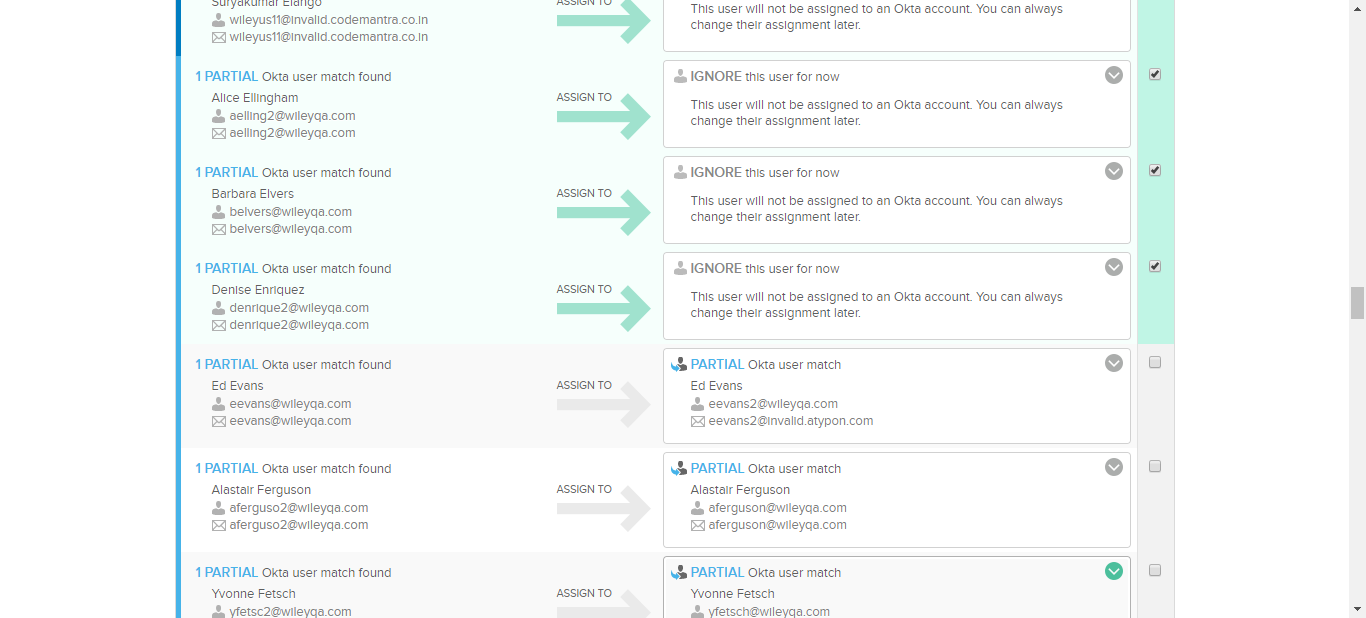 Suryakumar Elango
wileyus11@invalid.codemantra.co.in
wileyus11@invalid.codemantra.co.in
ASSIGN TO
This user will not be assigned to an Okta account. You can always
change their assignment later.
1 PARTIAL Okta user match found
Alice Ellingham
aelling2@wileyqa.com
aelling2@wileyqa.com
ASSIGN TO
IGNORE this user for now
This user will not be assigned to an Okta account. You can always
change their assignment later.
1 PARTIAL Okta user match found
Barbara Elvers
belvers@wileyqa.com
belvers@wileyqa.com
ASSIGN TO
IGNORE this user for now
This user will not be assigned to an Okta account. You can always
change their assignment later.
1 PARTIAL Okta user match found
Denise Enriquez
denrique2@wileyqa.com
denrique2@wileyqa.com
ASSIGN TO
IGNORE this user for now
This user will not be assigned to an Okta account. You can always
change their assignment later.
1 PARTIAL Okta user match found
Ed Evans
eevans@wileyqa.com
eevans@wileyqa.com
ASSIGN TO
PARTIAL Okta user match
Ed Evans
eevans2@wileyqa.com
eevans2@invalid.atypon.com
1 PARTIAL Okta user match found
Alastair Ferguson
aferguso2@wileyqa.com
aferguso2@wileyqa.com
ASSIGN TO
PARTIAL Okta user match
Alastair Ferguson
aferguson@wileyqa.com
aferguson@wileyqa.com
1 PARTIAL Okta user match found
Yvonne Fetsch
yfetsc2@wileyqa.com
ASSIGN TO
PARTIAL Okta user match
Yvonne Fetsch
yfetsch@wileyqa.com